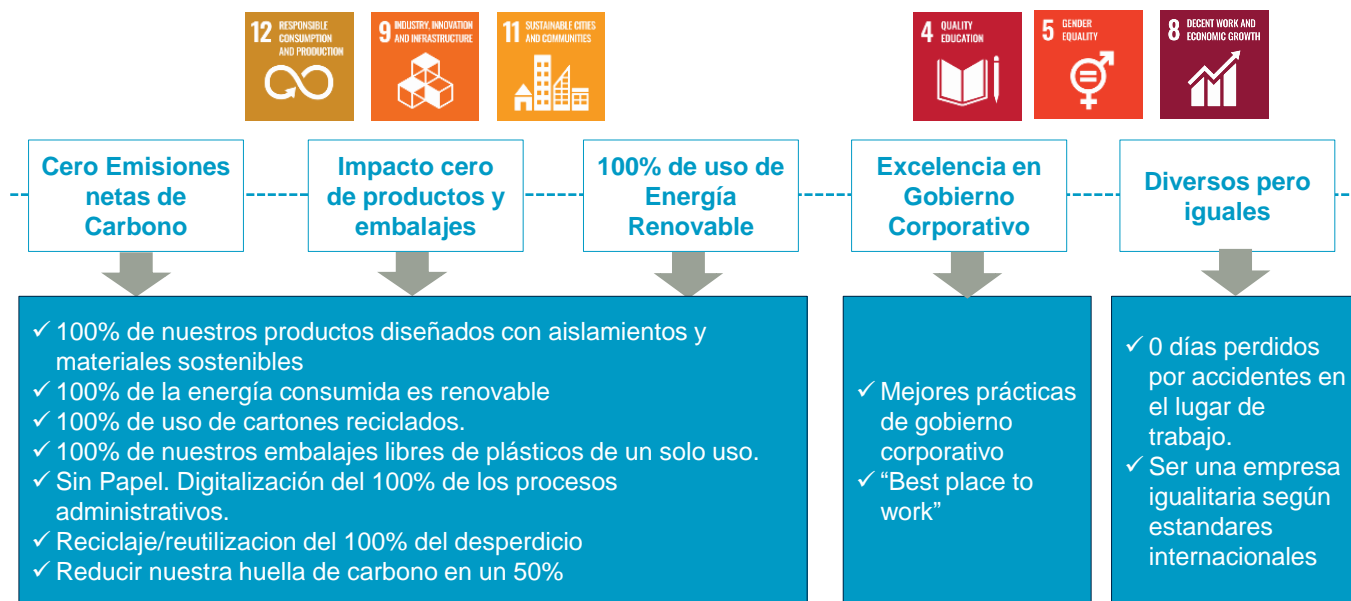 12 RESPONSIBLE
CONSUMPTION
AND PRODUCTION
9 INDUSTRY, INNOVATION
AND INFRASTRUCTURE
11 SUSTAINABLE CITIES
AND COMMUNITIES
4 QUALITY
EDUCATION
5 GENDER
EQUALITY
8 DECENT WORK AND
ECONOMIC GROWTH
Cero Emisiones
netas de
Carbono
Impacto cero
de productos y
embalajes
100% de uso de
Energía
Renovable
Excelencia en
Gobierno
Corporativo
Diversos pero
iguales
✓ 100% de nuestros productos diseñados con aislamientos y
materiales sostenibles
✓ 100% de la energía consumida es renovable
✓ 100% de uso de cartones reciclados.
✓ 100% de nuestros embalajes libres de plásticos de un solo uso.
✓ Sin Papel. Digitalización del 100% de los procesos
administrativos.
✓ Reciclaje/reutilizacion del 100% del desperdicio
✓ Reducir nuestra huella de carbono en un 50%
✓ Mejores prácticas
de gobierno
corporativo
✓ “Best place to
work”
✓ 0 días perdidos
por accidentes en
el lugar de
trabajo.
✓ Ser una empresa
igualitaria según
estandares
internacionales